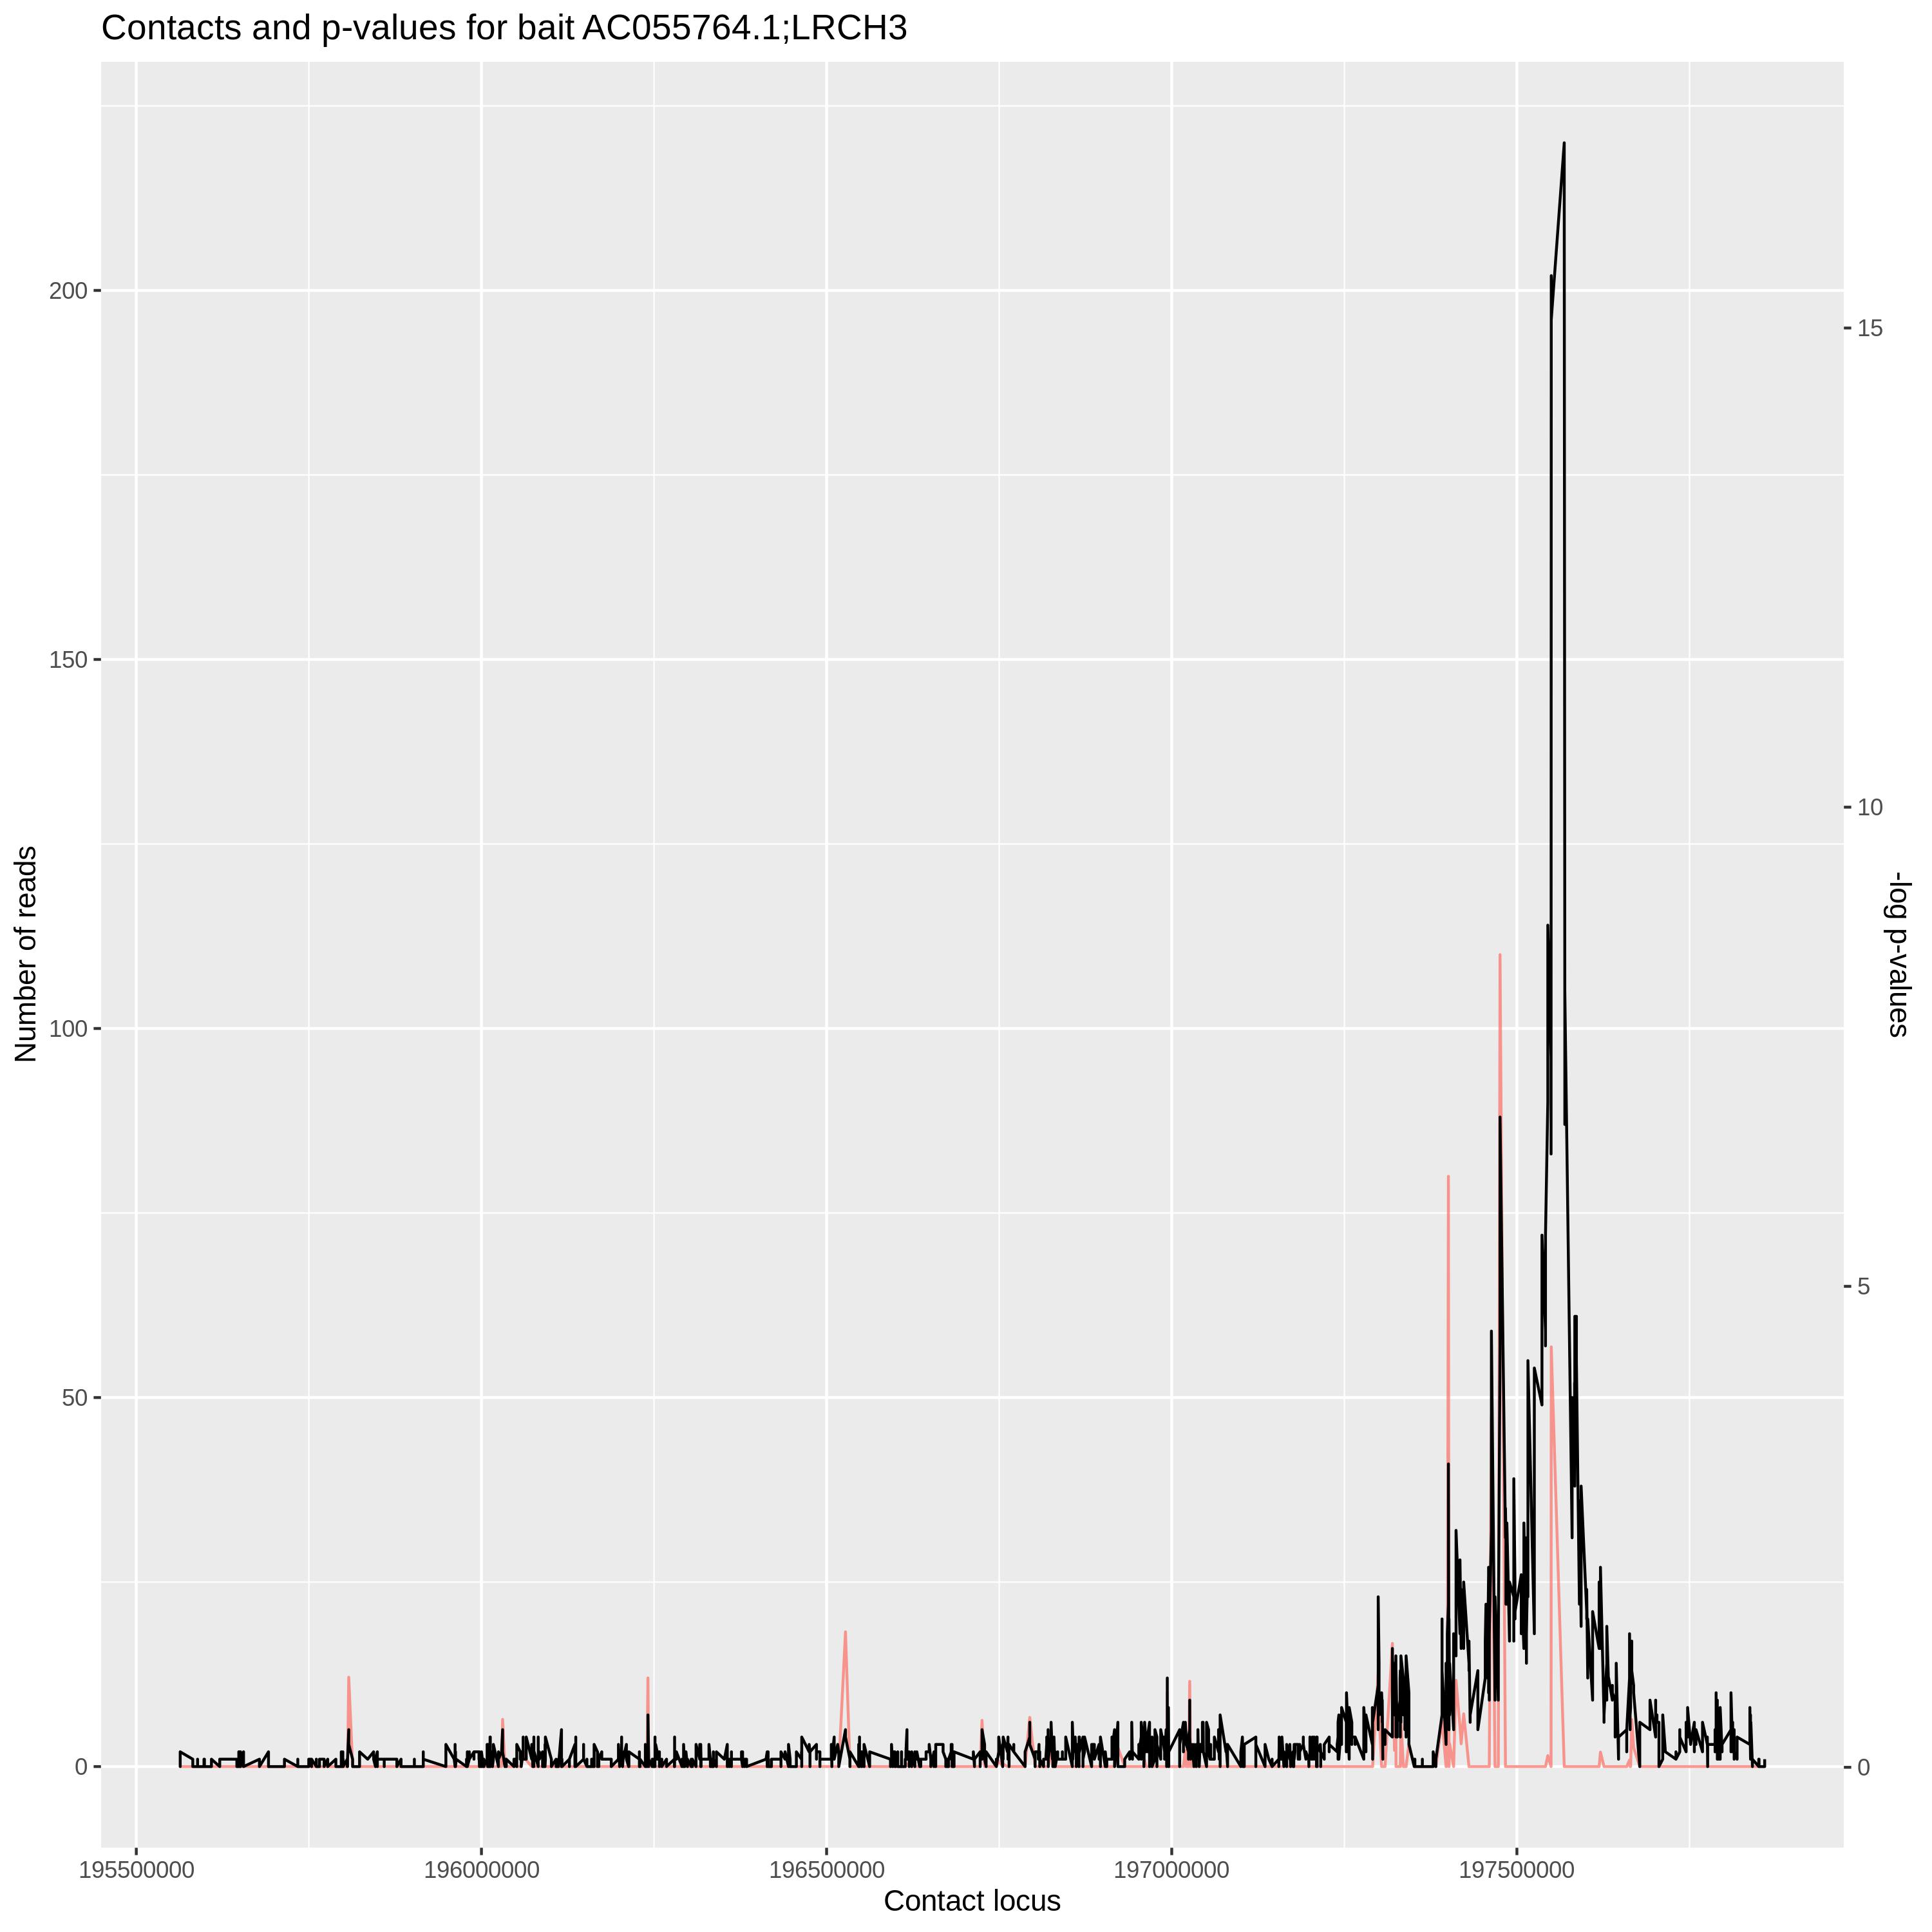 Contacts and p-values for bait AC055764.1;LRCH3
200
150
100
50
0
Number of reads
15
10
5
0
-log p-values
195500000 196000000 196500000 197000000 197500000
Contact locus